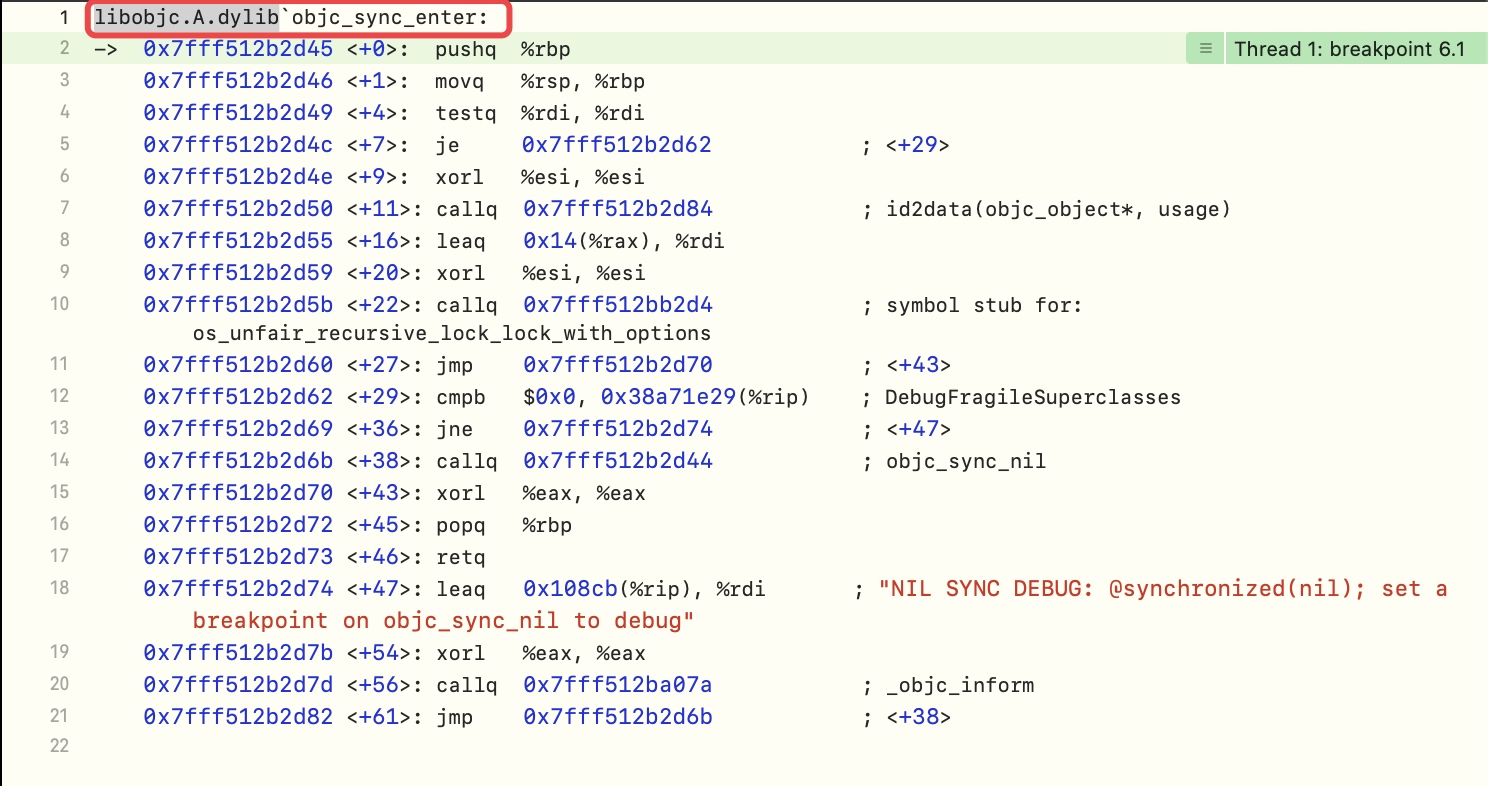 1 libobjc.A.dylib`objc_sync_enter:
2 -> 0x7fff512b2d45 <+0>: pushq %rbp ≡ Thread 1: breakpoint 6.1
3 0x7fff512b2d46 <+1>: movq %rsp, %rbp
4 0x7fff512b2d49 <+4>: testq %rdi, %rdi
5 0x7fff512b2d4c <+7>: je 0x7fff512b2d62 ; <+29>
6 0x7fff512b2d4e <+9>: xorl %esi, %esi
7 0x7fff512b2d50 <+11>: callq 0x7fff512b2d84 ; id2data(objc_object*, usage)
8 0x7fff512b2d55 <+16>: leaq 0x14(%rax), %rdi
9 0x7fff512b2d59 <+20>: xorl %esi, %esi
10 0x7fff512b2d5b <+22>: callq 0x7fff512bb2d4 ; symbol stub for:
os_unfair_recursive_lock_lock_with_options
11 0x7fff512b2d60 <+27>: jmp 0x7fff512b2d70 ; <+43>
12 0x7fff512b2d62 <+29>: cmpb $0x0, 0x38a71e29(%rip) ; DebugFragileSuperclasses
13 0x7fff512b2d69 <+36>: jne 0x7fff512b2d74 ; <+47>
14 0x7fff512b2d6b <+38>: callq 0x7fff512b2d44 ; objc_sync_nil
15 0x7fff512b2d70 <+43>: xorl %eax, %eax
16 0x7fff512b2d72 <+45>: popq %rbp
17 0x7fff512b2d73 <+46>: retq
18 0x7fff512b2d74 <+47>: leaq 0x108cb(%rip), %rdi ; "NIL SYNC DEBUG: @synchronized(nil); set a
breakpoint on objc_sync_nil to debug"
19 0x7fff512b2d7b <+54>: xorl %eax, %eax
20 0x7fff512b2d7d <+56>: callq 0x7fff512ba07a ; _objc_inform
21 0x7fff512b2d82 <+61>: jmp 0x7fff512b2d6b ; <+38>
22